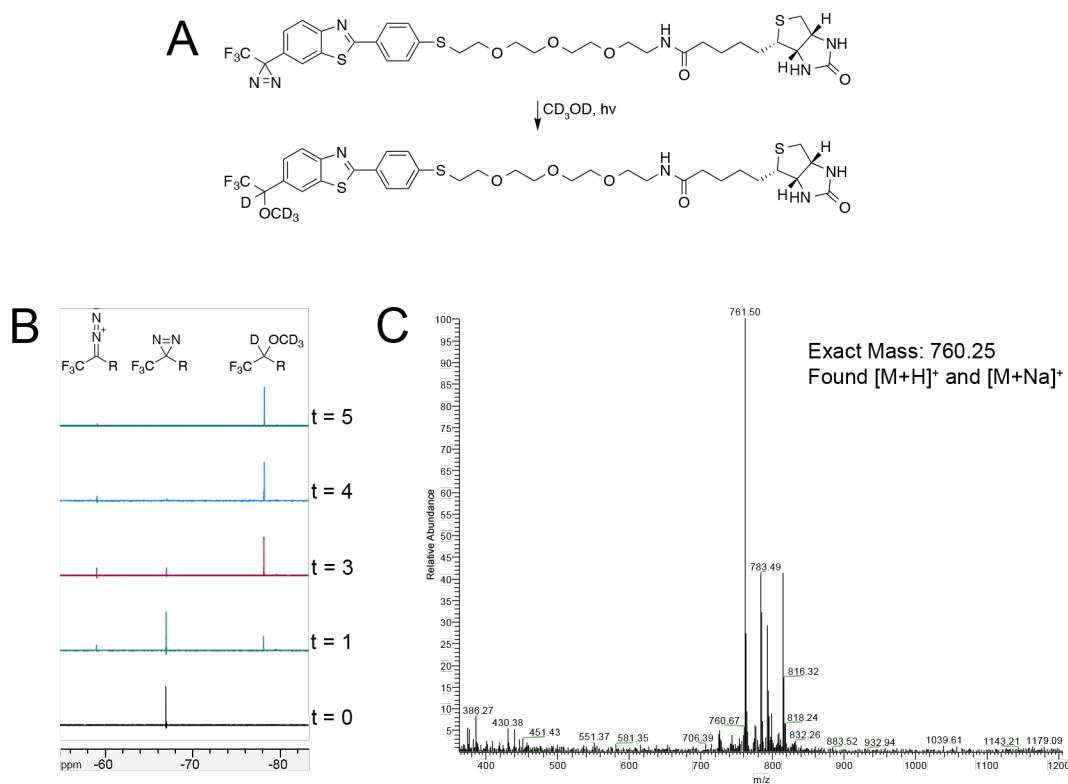 A
F₃C
N=N
N
S
S
O
O
O
H
N
O
S
H
NH
H
HN
O
CD₃OD, hv
F₃C
D
OCD₃
N
S
S
O
O
O
H
N
O
S
H
NH
H
HN
O
B
N
N⁺
F₃C R
N=N
F₃C R
D OCD₃
F₃C R
t = 5
t = 4
t = 3
t = 1
t = 0
ppm -60 -70 -80
C
Exact Mass: 760.25
Found [M+H]⁺ and [M+Na]⁺
Relative Abundance
100
95
90
85
80
75
70
65
60
55
50
45
40
35
30
25
20
15
10
5
761.50
783.49
816.32
818.24
832.26
760.67
706.39
386.27
430.38
451.43
551.37
581.35
883.52
932.94
1039.61
1143.21
1179.09
400 500 600 700 800 900 1000 1100 1200
m/z